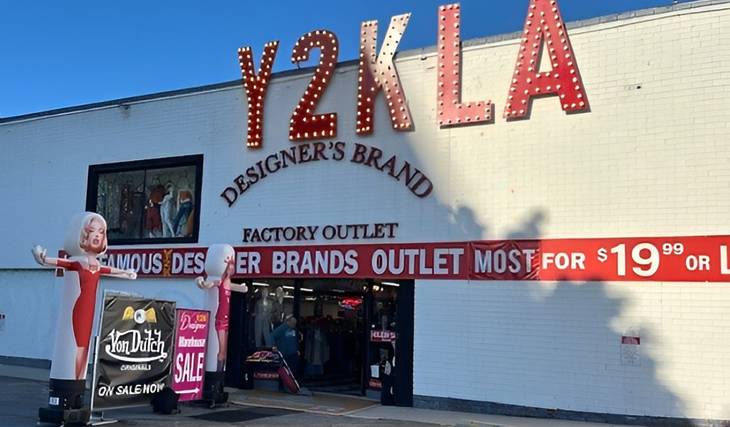 Y2KLA
DESIGNER'S BRAND
FACTORY OUTLET
FAMOUS DESIGNER BRANDS OUTLET MOST FOR $19.99 OR L
Von Dutch
ORIGINALS
ON SALE NOW
Designer
Warehouse
SALE